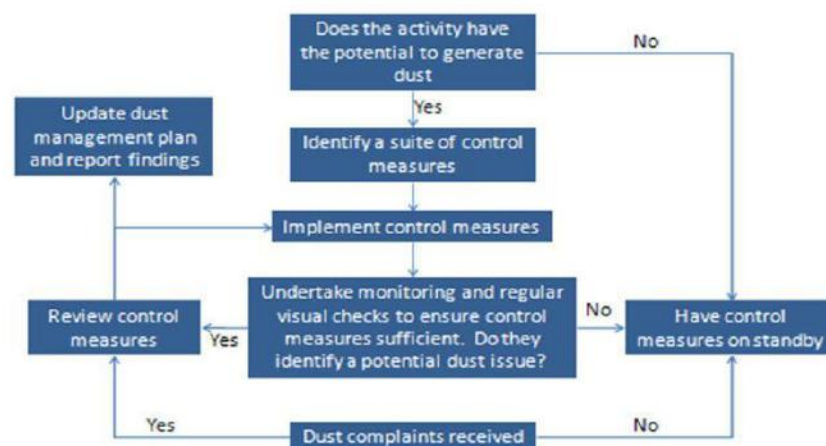 Does the activity have
the potential to generate
dust
No
Yes
Update dust
management plan
and report findings
Identify a suite of control
measures
Implement control measures
Undertake monitoring and regular
visual checks to ensure control
measures sufficient. Do they
identify a potential dust issue?
Review control
measures
Yes
No
Have control
measures on standby
Yes
Dust complaints received
No